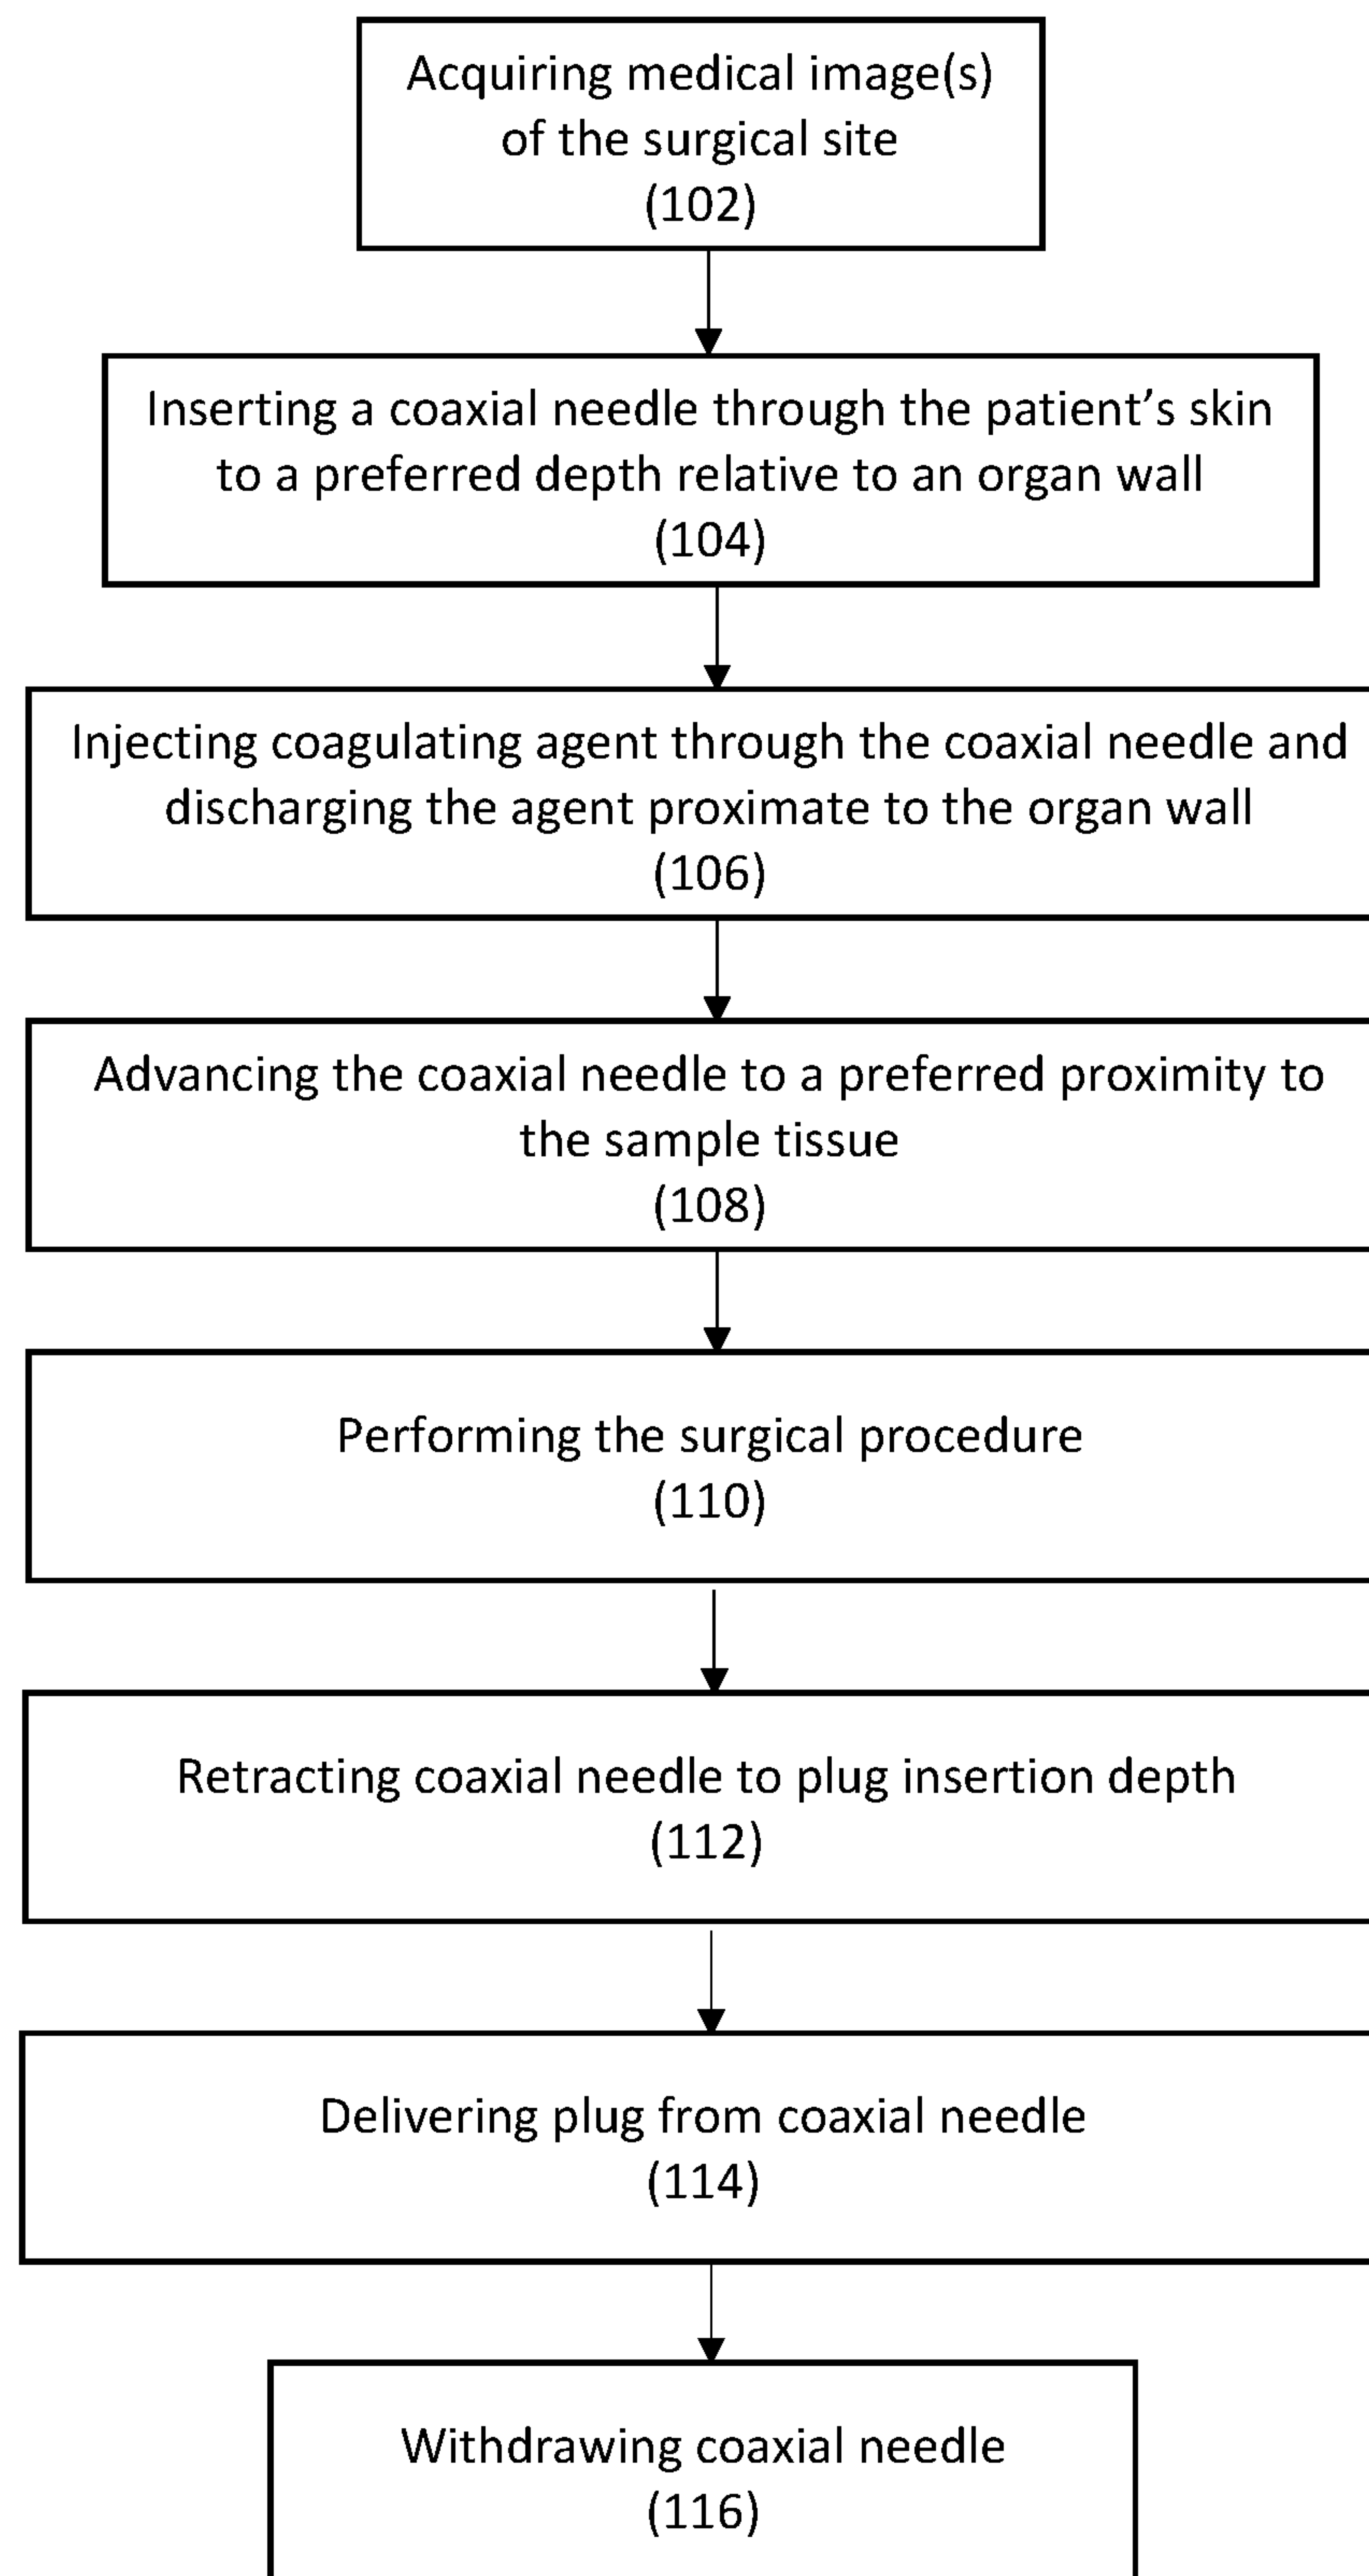 Acquiring medical image(s)
of the surgical site
(102)
Inserting a coaxial needle through the patient’s skin
to a preferred depth relative to an organ wall
(104)
Injecting coagulating agent through the coaxial needle and
discharging the agent proximate to the organ wall
(106)
Advancing the coaxial needle to a preferred proximity to
the sample tissue
(108)
Performing the surgical procedure
(110)
Retracting coaxial needle to plug insertion depth
(112)
Delivering plug from coaxial needle
(114)
Withdrawing coaxial needle
(116)